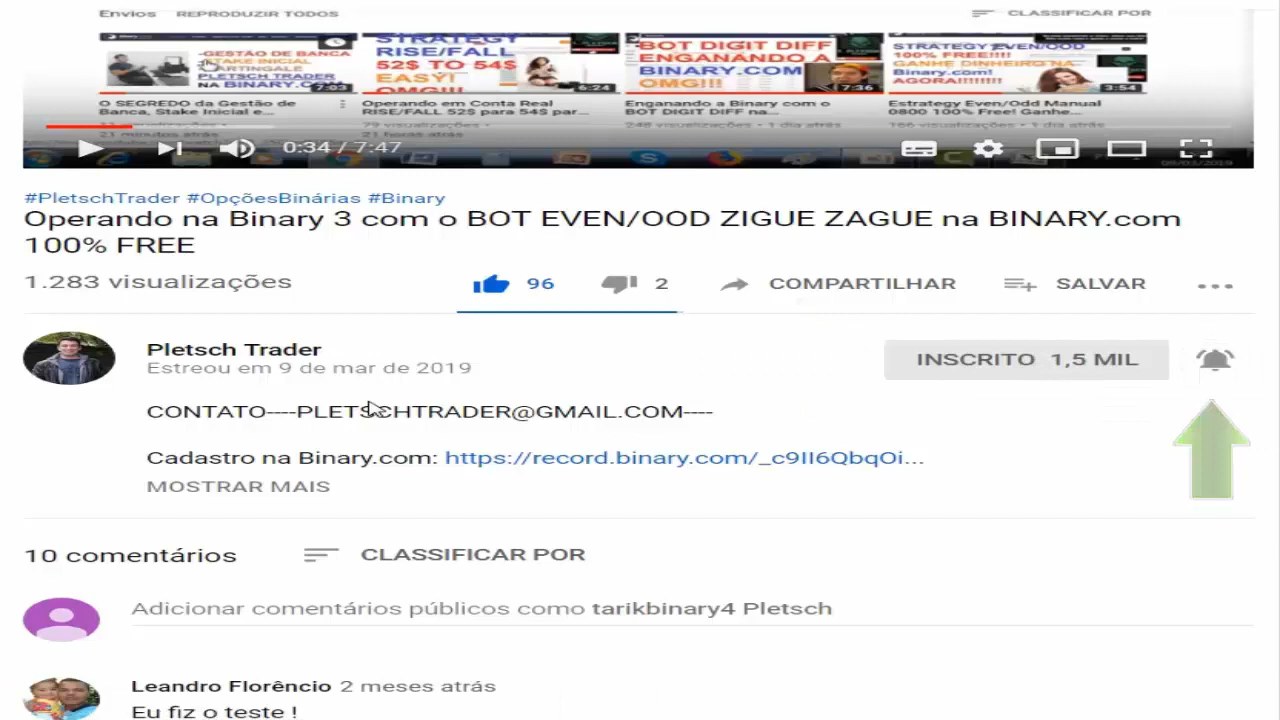 Envios REPRODUZIR TODOS CLASSIFICAR POR
-GESTÃO DE BANCA
STAKE INICIAL
MARTINGALE
PLETSCH TRADER
NA BINARY.C
7:03
STRATEGY
RISE/FALL
52$ TO 54$
EASY!
6:24
BOT DIGIT DIFF
ENGANANDO A
BINARY.COM
OMG!!!
7:36
STRATEGY EVEN/OOD
100% FREE!!!!
GANHE DINHEIRO NA
Binary.com!
AGORA!!!!!!!!
3:54
O SEGREDO da Gestão de
Banca, Stake Inicial e...
21 minutos atrás
Operando em Conta Real
RISE/FALL 52$ para 54$ par...
79 visualizações •
21 horas atrás
Enganando a Binary com o
BOT DIGIT DIFF na...
248 visualizações • 1 dia atrás
Estrategy Even/Odd Manual
0800 100% Free! Ganhe...
166 visualizações • 1 dia atrás
0:34 / 7:47
#PletschTrader #OpçõesBinárias #Binary
Operando na Binary 3 com o BOT EVEN/OOD ZIGUE ZAGUE na BINARY.com
100% FREE
1.283 visualizações 96 2 COMPARTILHAR SALVAR
Pletsch Trader
Estreou em 9 de mar de 2019
INSCRITO 1,5 MIL
CONTATO----PLETSCHTRADER@GMAIL.COM----
Cadastro na Binary.com: https://record.binary.com/_c9II6QbqOi...
MOSTRAR MAIS
10 comentários CLASSIFICAR POR
Adicionar comentários públicos como tarikbinary4 Pletsch
Leandro Florêncio 2 meses atrás
Eu fiz o teste !